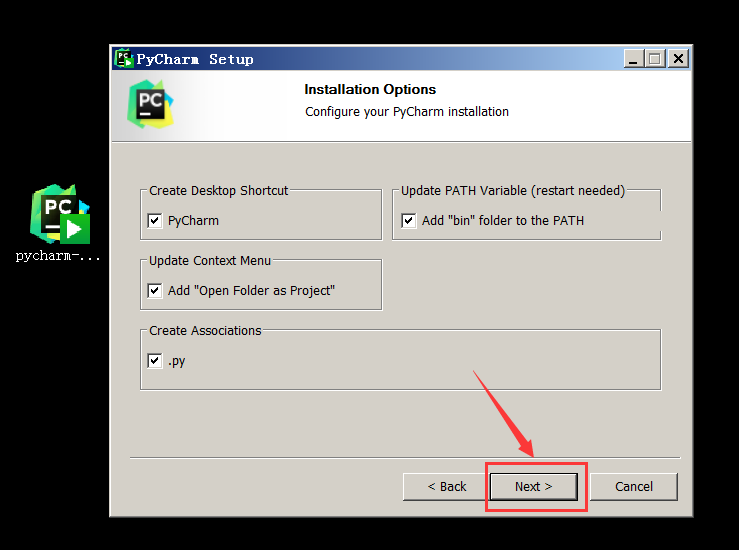 PyCharm Setup
PC
Installation Options
Configure your PyCharm installation
PC
pycharm-...
Create Desktop Shortcut
PyCharm
Update PATH Variable (restart needed)
Add "bin" folder to the PATH
Update Context Menu
Add "Open Folder as Project"
Create Associations
.py
< Back
Next >
Cancel